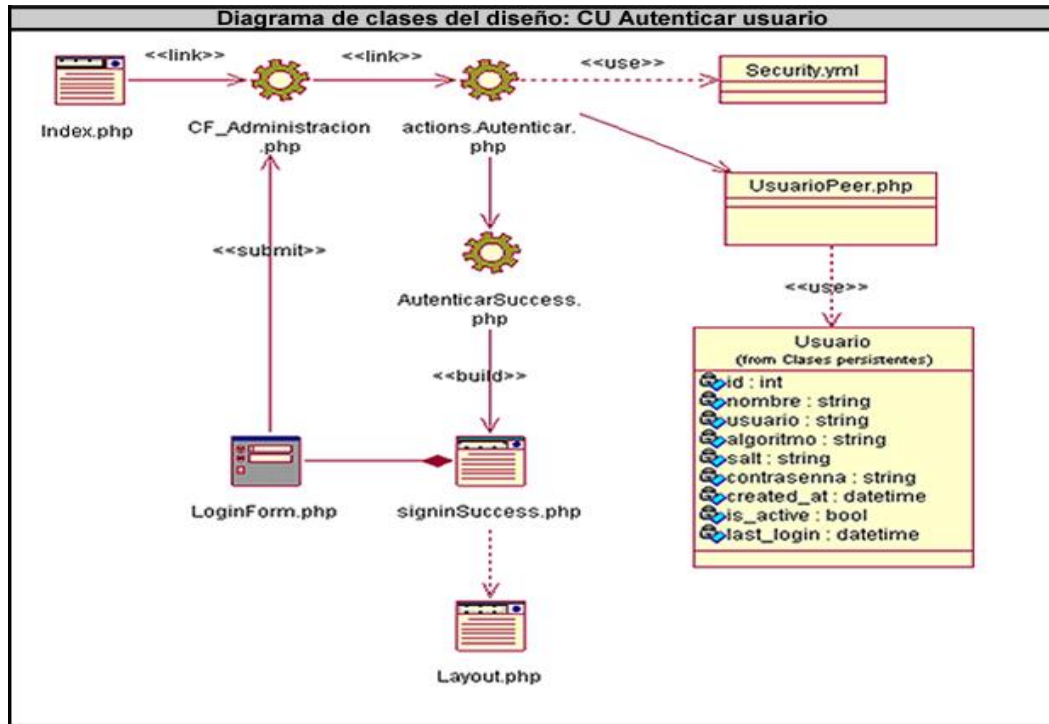 Diagrama de clases del diseño: CU Autenticar usuario
<<link>>
<<link>>
<<use>>
Security.yml
Index.php
CF_Administracion
.php
actions.Autenticar.
php
UsuarioPeer.php
<<submit>>
AutenticarSuccess.
php
<<use>>
Usuario
(from Clases persistentes)
id : int
nombre : string
usuario : string
algoritmo : string
salt : string
contrasenna : string
created_at : datetime
is_active : bool
last_login : datetime
<<build>>
LoginForm.php
signinSuccess.php
Layout.php